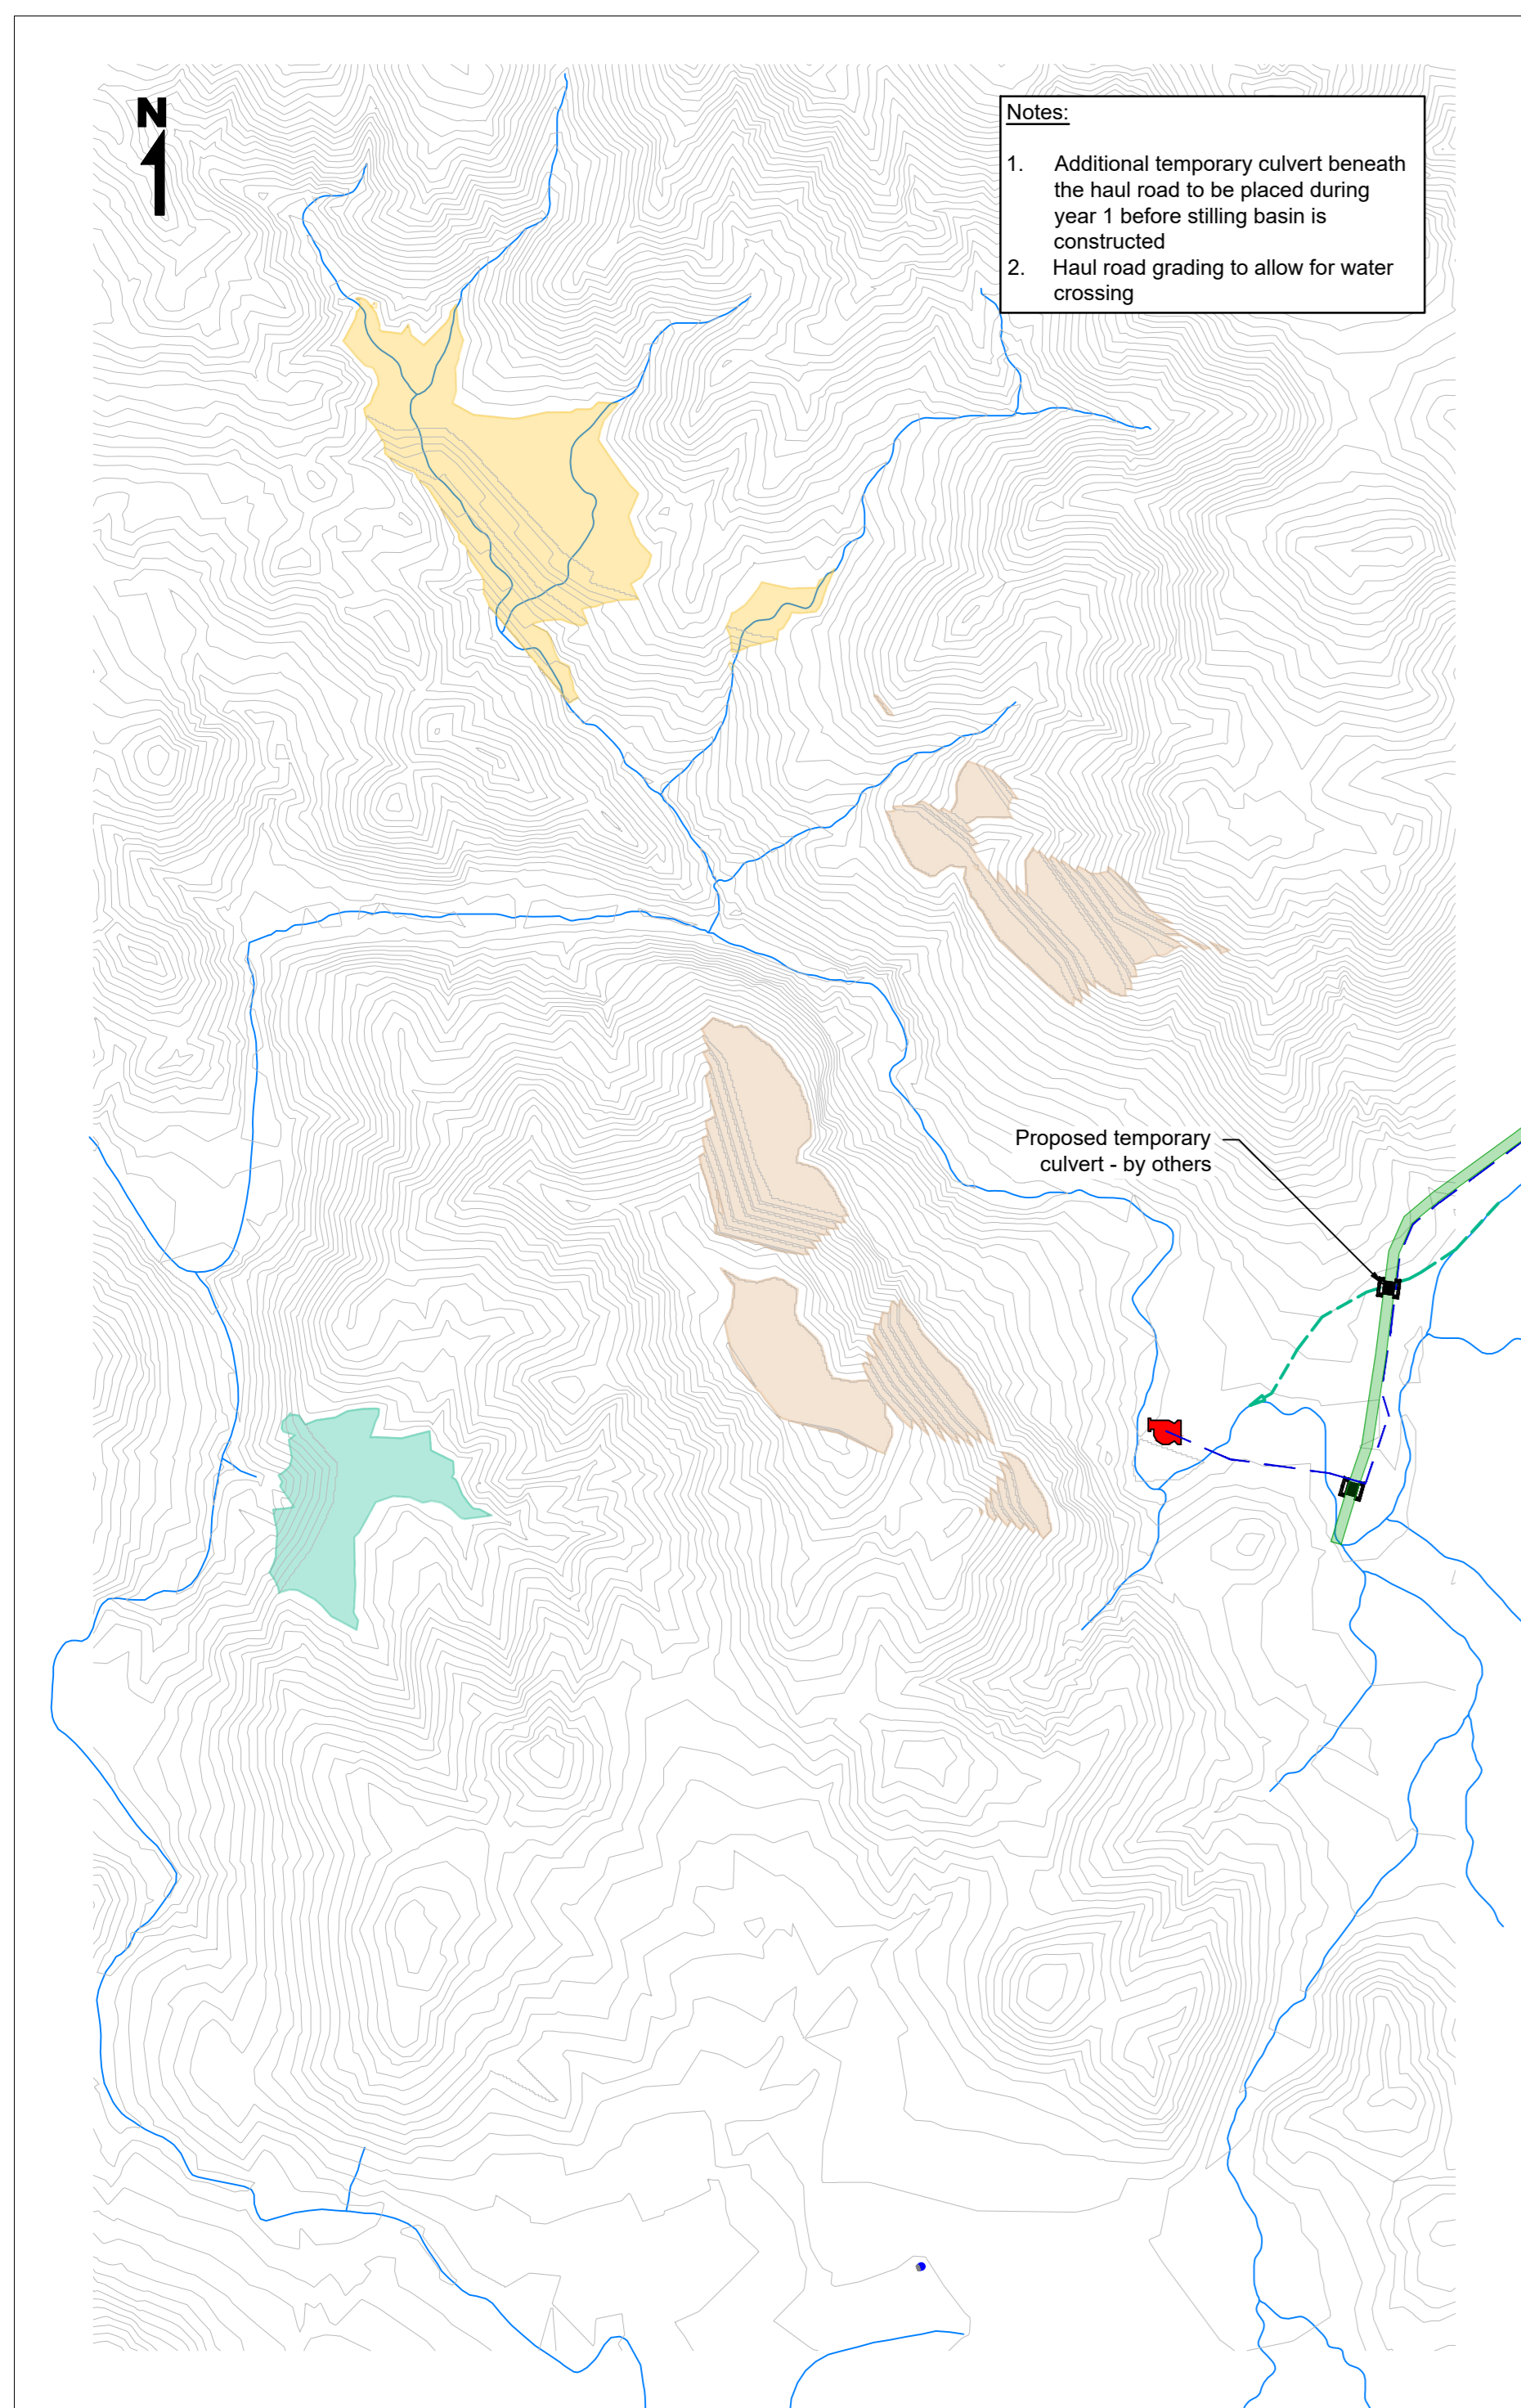 N
Notes:
1. Additional temporary culvert beneath
the haul road to be placed during
year 1 before stilling basin is
constructed
2. Haul road grading to allow for water
crossing
Proposed temporary
culvert - by others